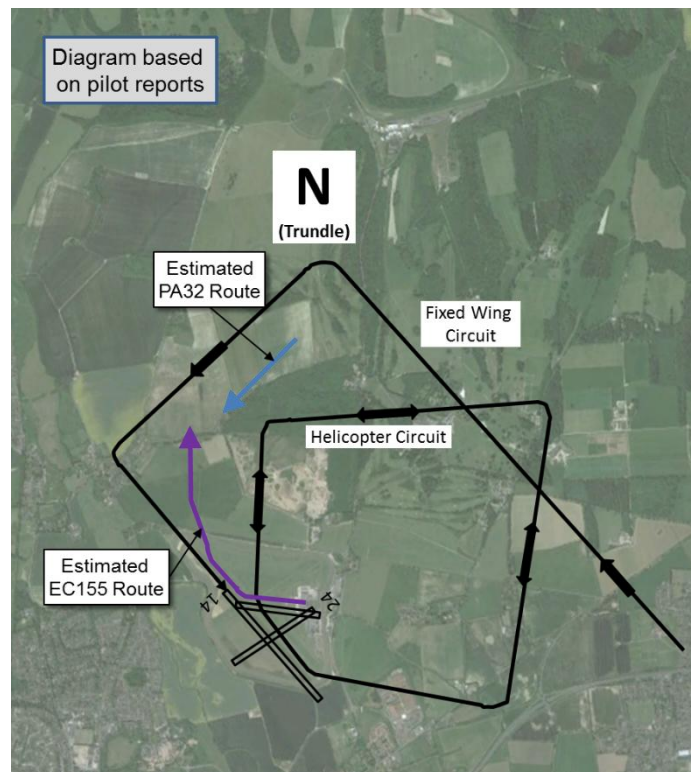 Diagram based
on pilot reports
N
(Trundle)
Estimated
PA32 Route
Fixed Wing
Circuit
Helicopter Circuit
Estimated
EC155 Route
14
24